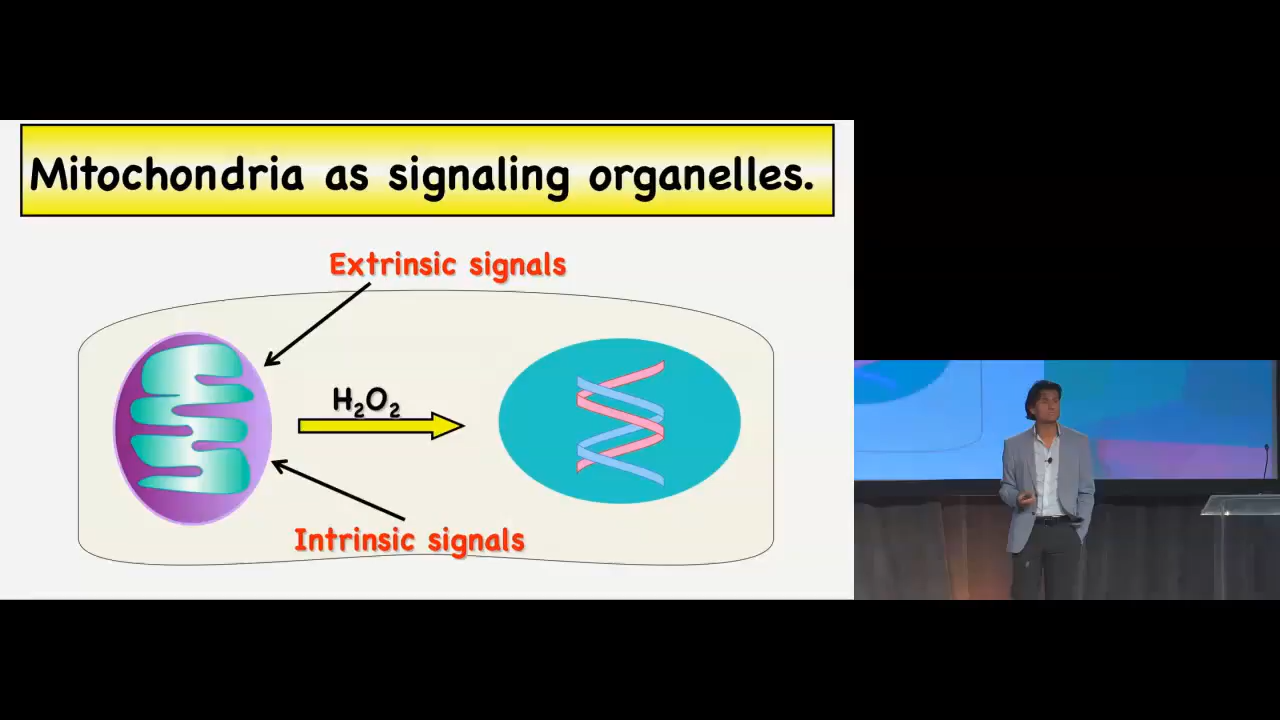 Mitochondria as signaling organelles.
Extrinsic signals
H₂O₂
Intrinsic signals